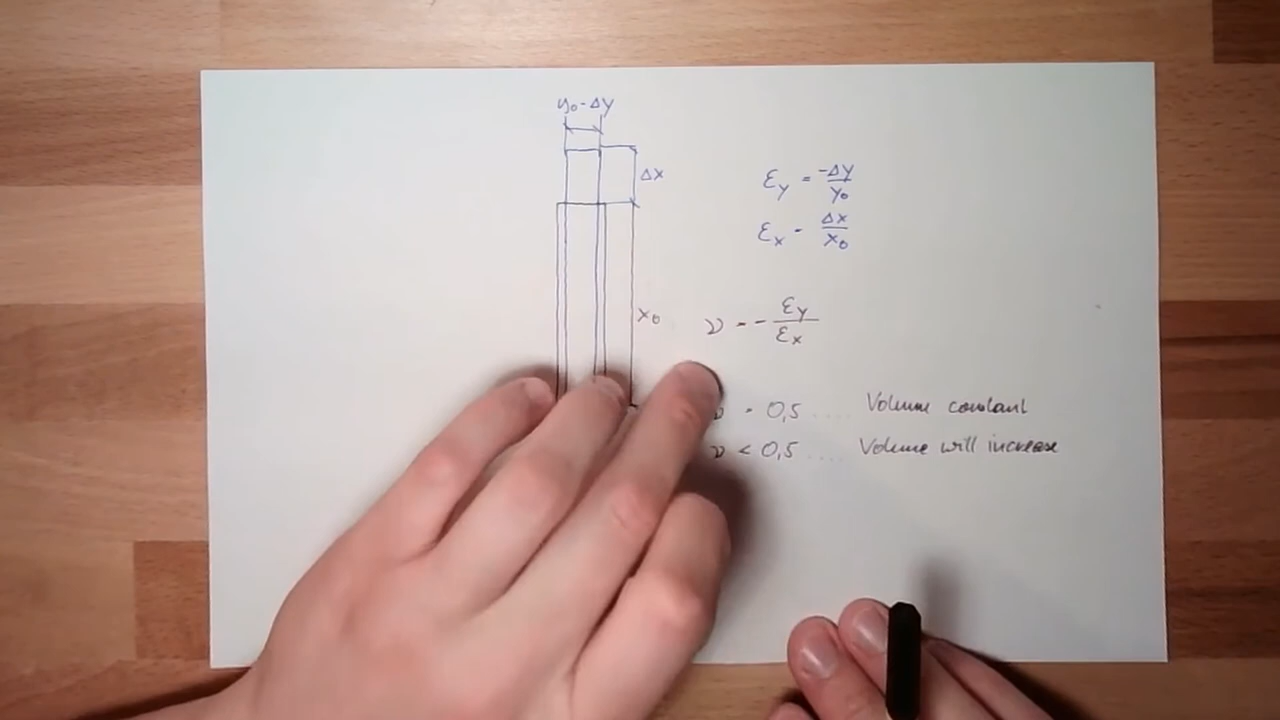 y₀-Δy
Δx
x₀
εy = -Δy/y₀
εx = Δx/x₀
ν = - εy/εx
ν = 0,5 .... Volume constant
ν < 0,5 .... Volume will increase